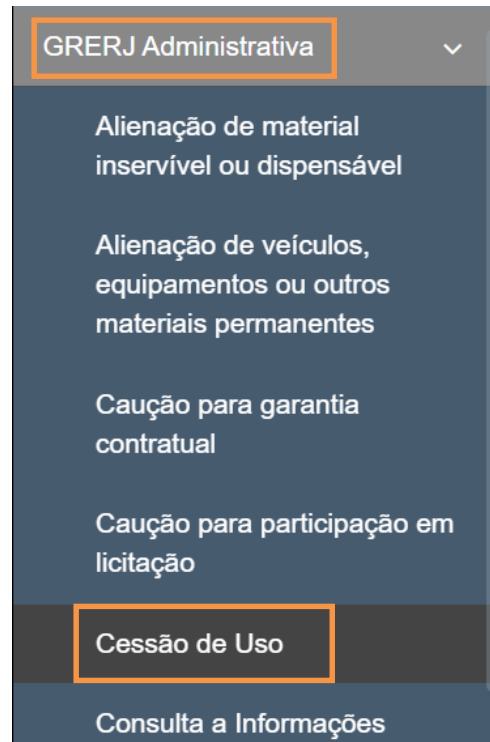 GRERJ Administrativa
Alienação de material
inservível ou dispensável
Alienação de veículos,
equipamentos ou outros
materiais permanentes
Caução para garantia
contratual
Caução para participação em
licitação
Cessão de Uso
Consulta a Informações